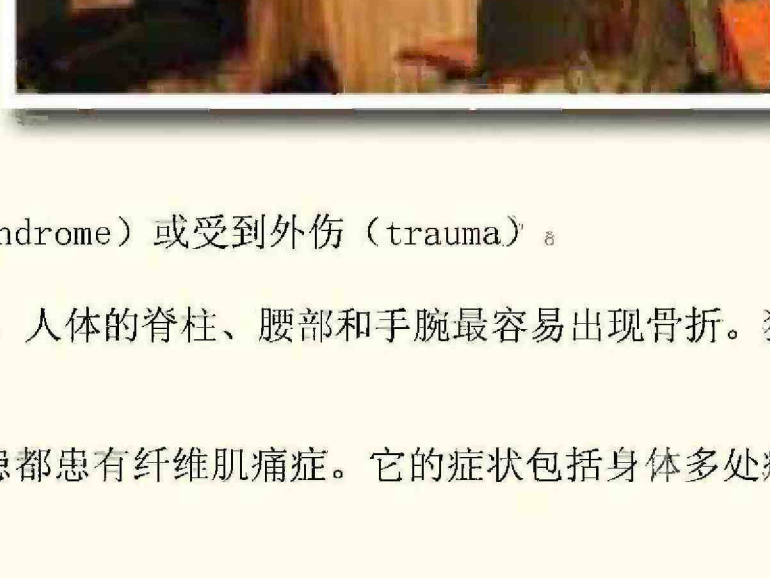 ndrome）或受到外伤（trauma）。
人体的脊柱、腰部和手腕最容易出现骨折。
都患有纤维肌痛症。它的症状包括身体多处